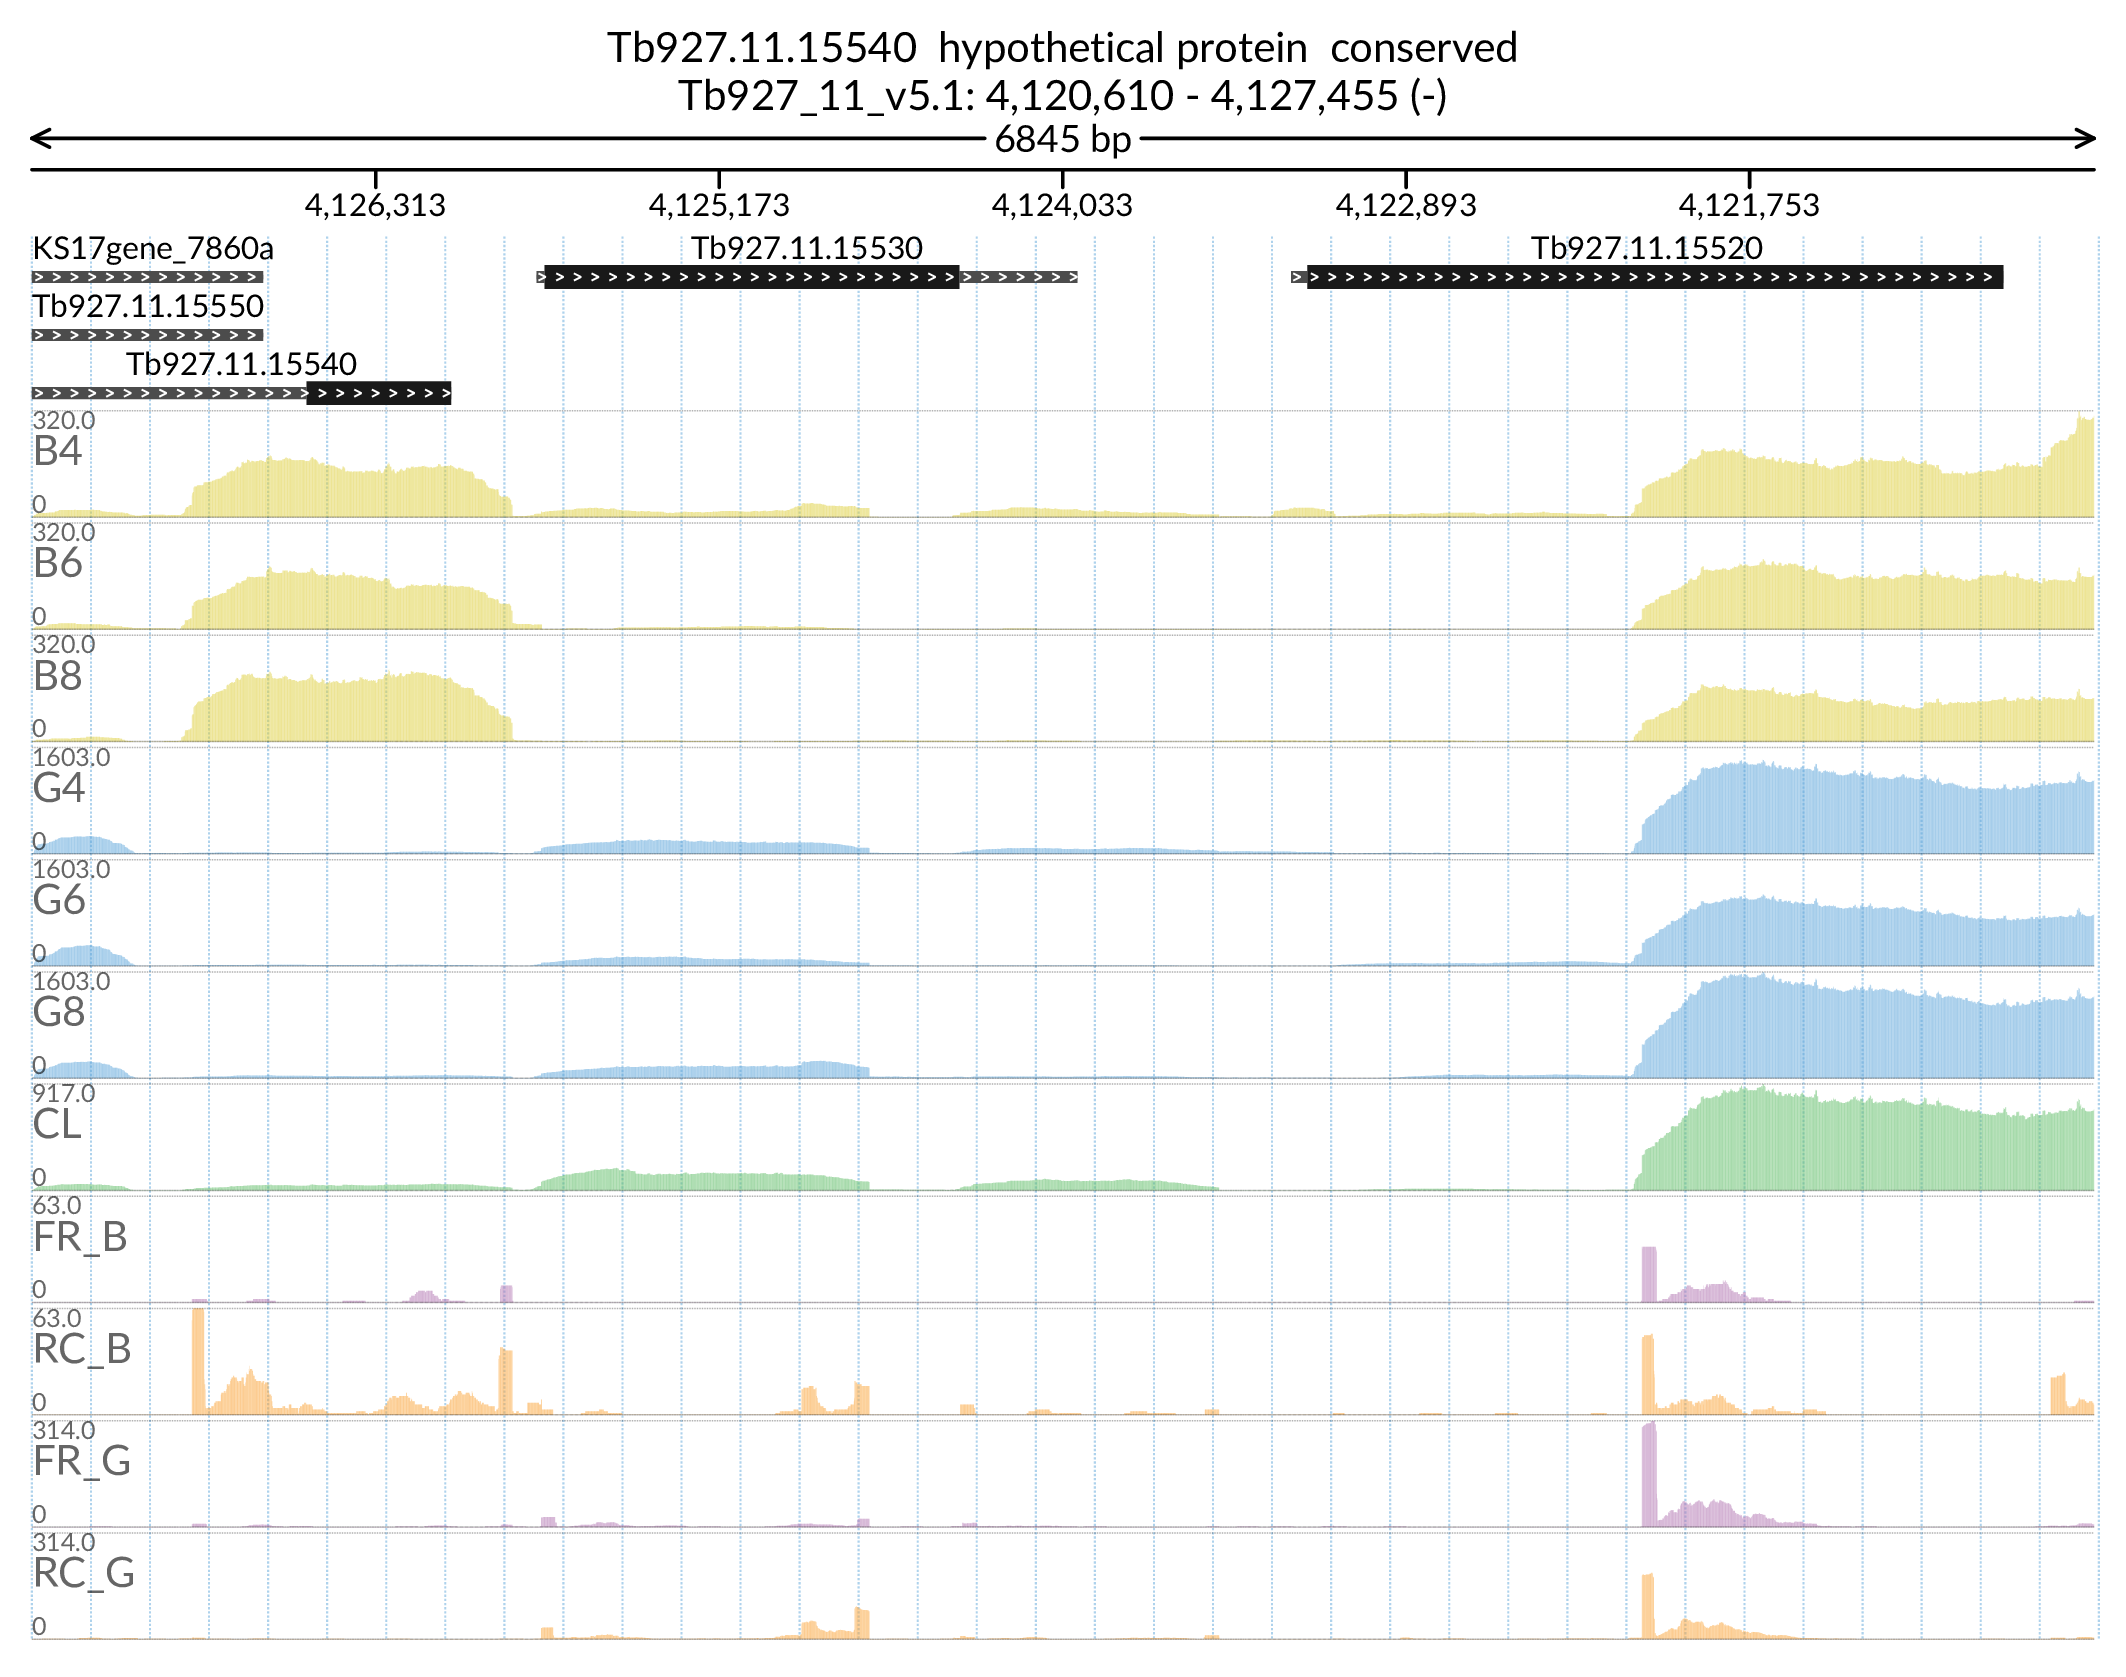 Tb927.11.15540 hypothetical protein conserved
Tb927_11_v5.1: 4,120,610 - 4,127,455 (-)
6845 bp
4,126,313 4,125,173 4,124,033 4,122,893 4,121,753
KS17gene_7860a Tb927.11.15530 Tb927.11.15520
Tb927.11.15550
Tb927.11.15540
320.0
B4
0
320.0
B6
0
320.0
B8
0
1603.0
G4
0
1603.0
G6
0
1603.0
G8
0
917.0
CL
0
63.0
FR_B
0
63.0
RC_B
0
314.0
FR_G
0
314.0
RC_G
0